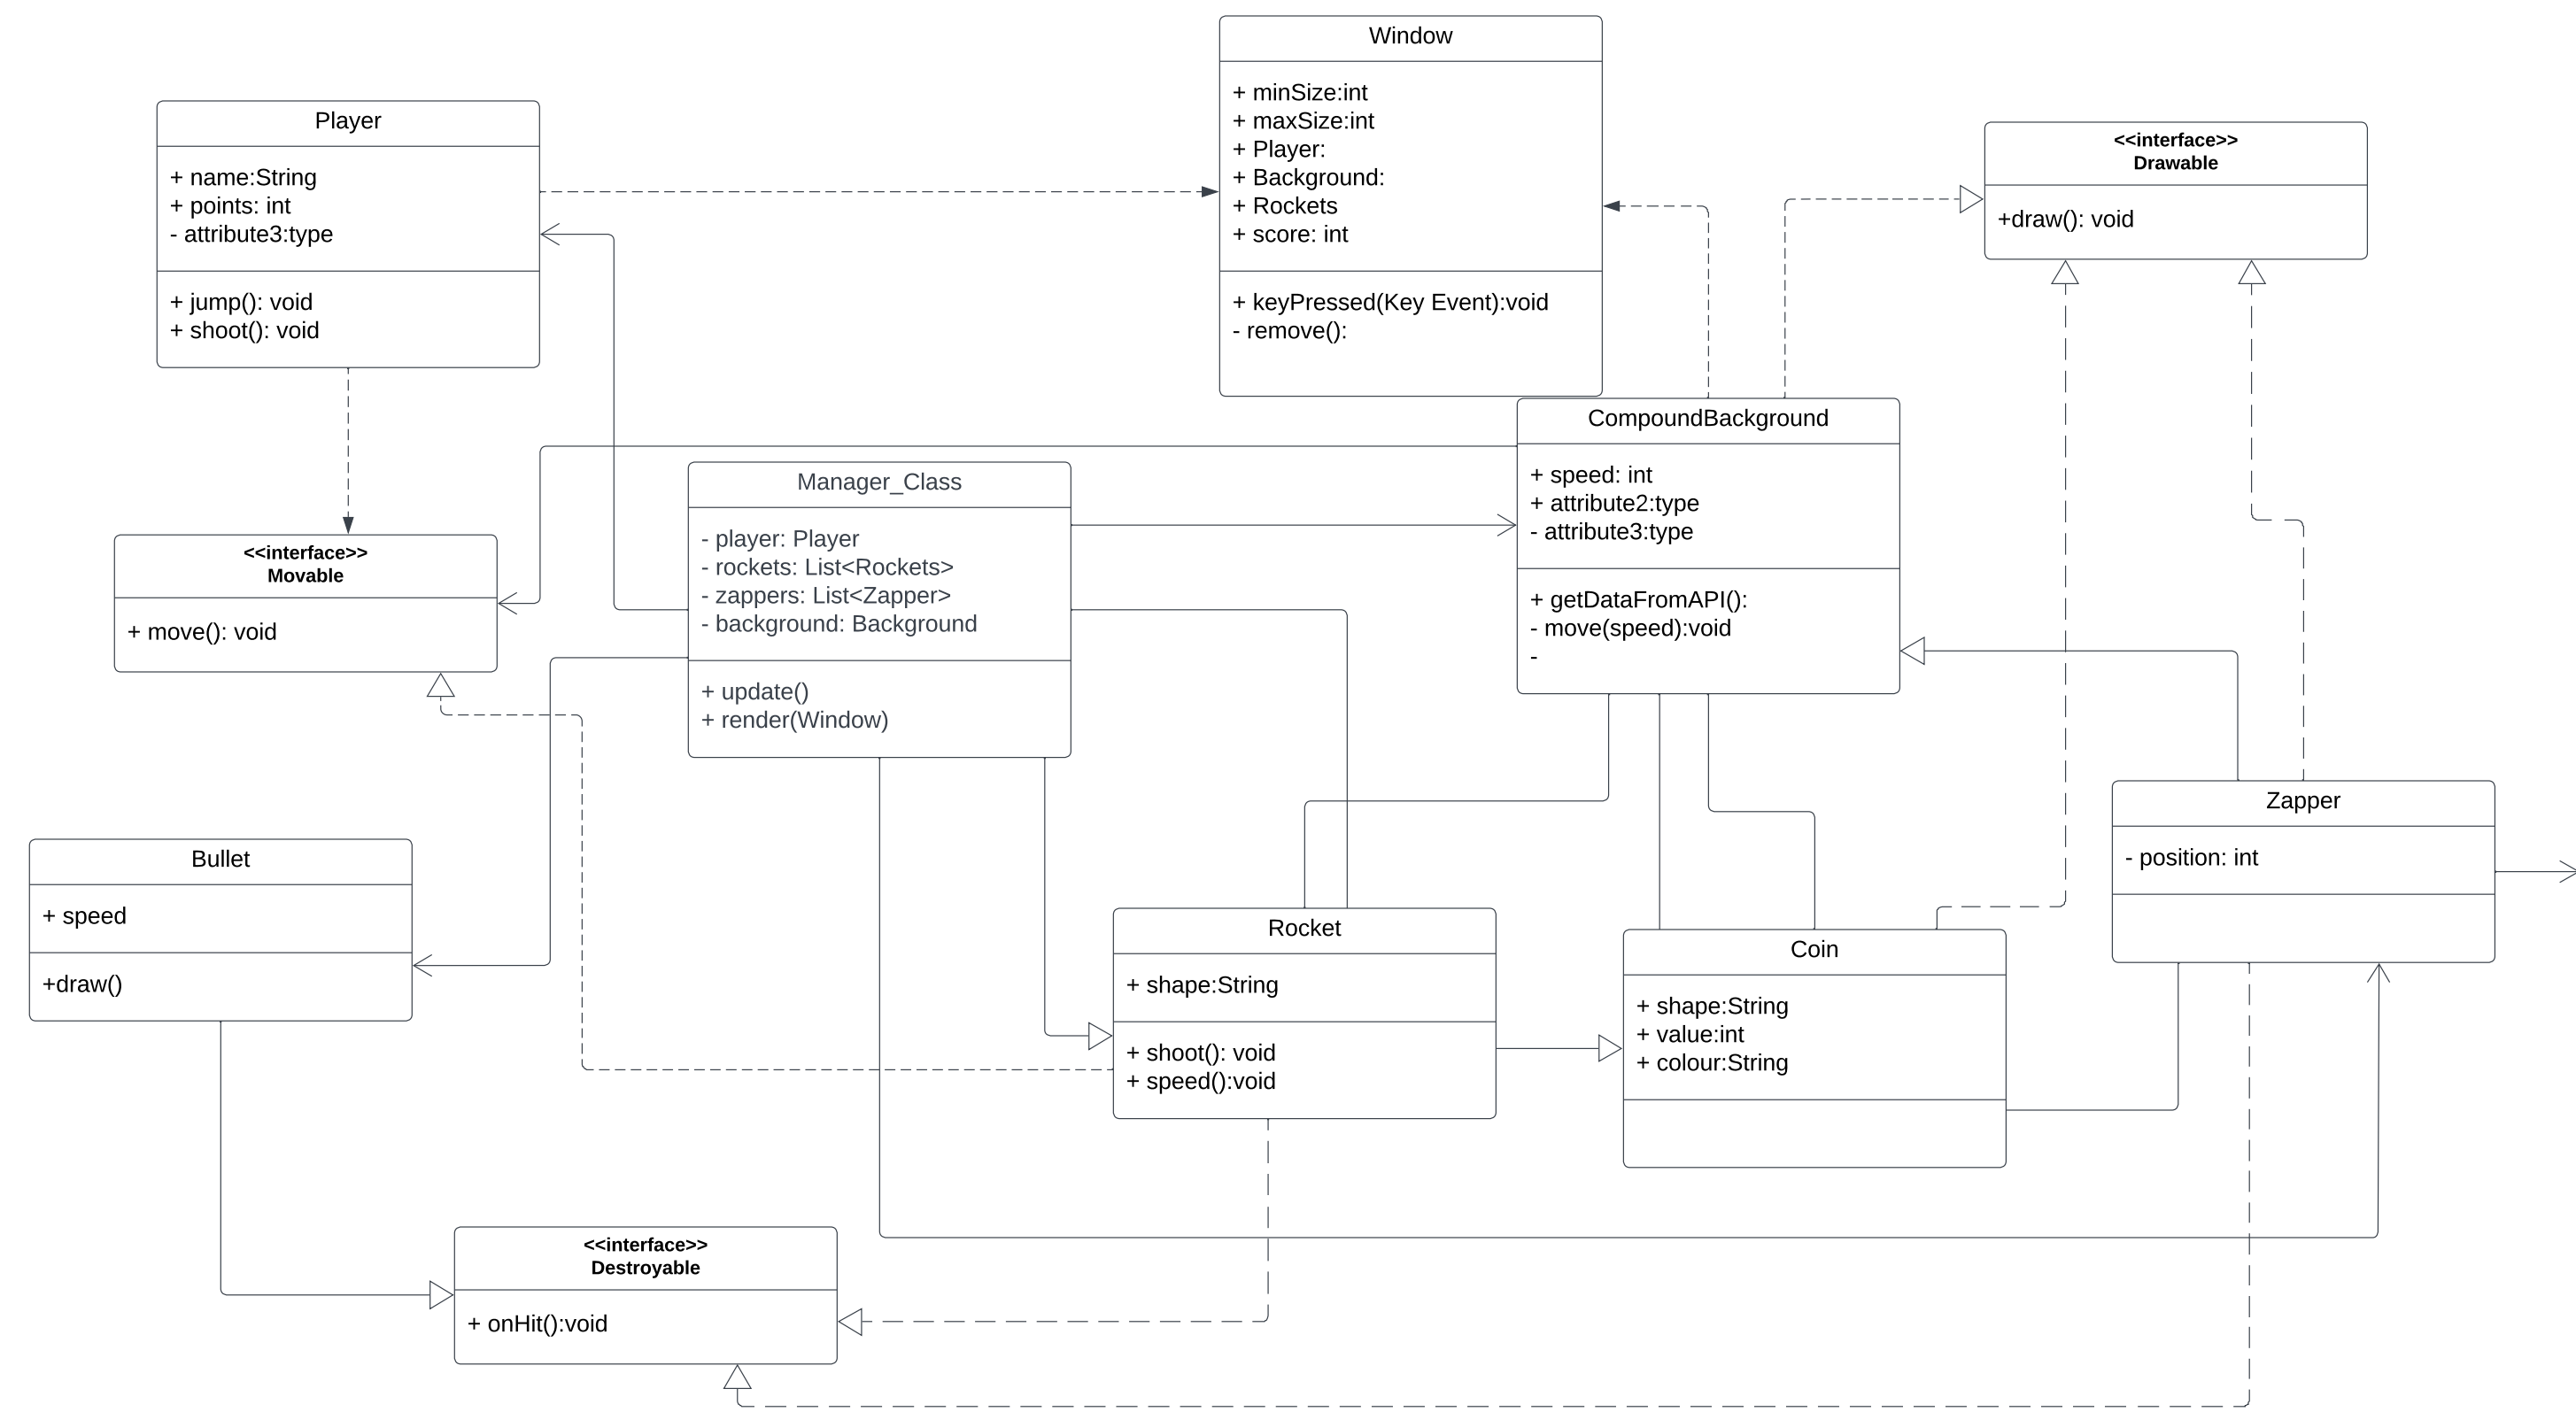 Window
+ minSize:int
+ maxSize:int
+ Player:
+ Background:
+ Rockets
+ score: int
+ keyPressed(Key Event):void
- remove():
Player
+ name:String
+ points: int
- attribute3:type
+ jump(): void
+ shoot(): void
<<interface>>
Drawable
+draw(): void
CompoundBackground
+ speed: int
+ attribute2:type
- attribute3:type
+ getDataFromAPI():
- move(speed):void
-
Manager_Class
- player: Player
- rockets: List<Rockets>
- zappers: List<Zapper>
- background: Background
+ update()
+ render(Window)
<<interface>>
Movable
+ move(): void
Zapper
- position: int
Bullet
+ speed
+draw()
Rocket
+ shape:String
+ shoot(): void
+ speed():void
Coin
+ shape:String
+ value:int
+ colour:String
<<interface>>
Destroyable
+ onHit():void